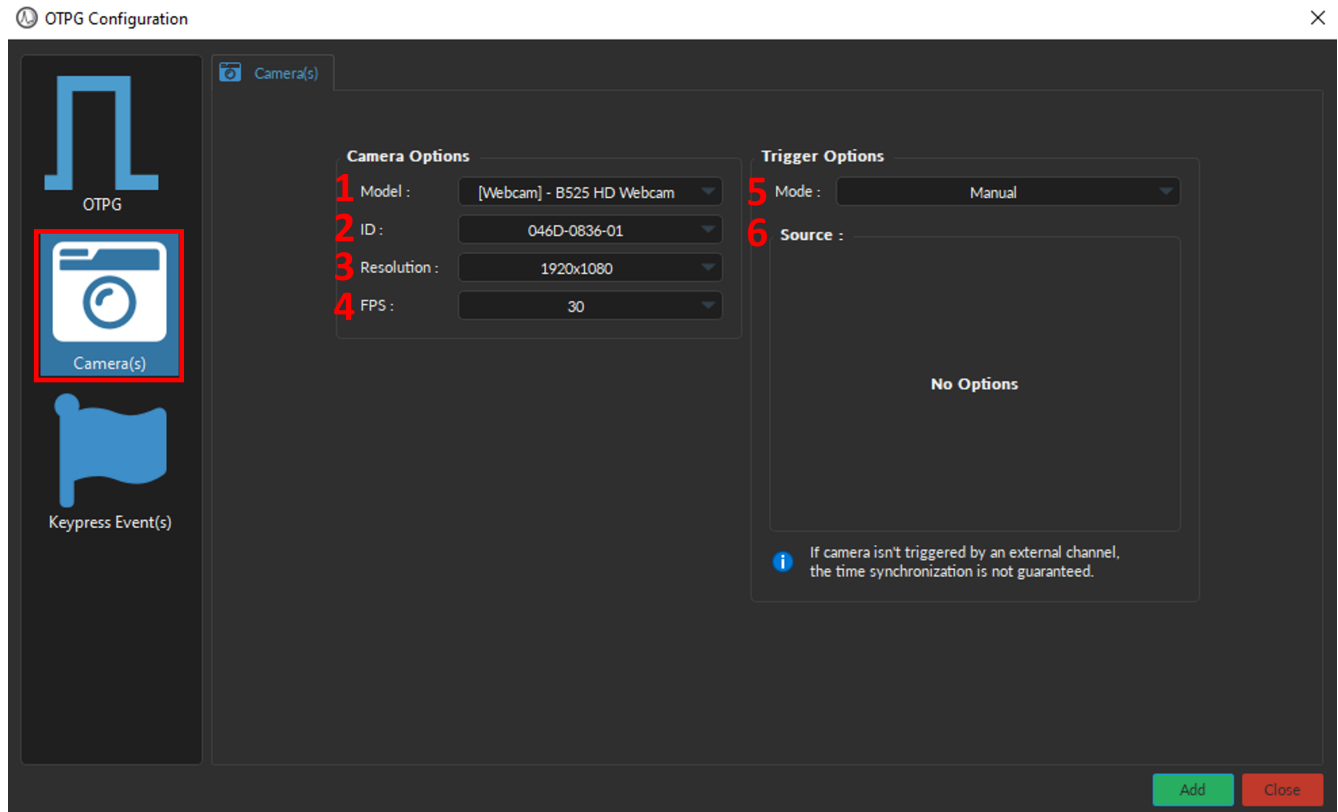 OTPG Configuration
OTPG
Camera(s)
Keypress Event(s)
Camera(s)
Camera Options
1 Model : [Webcam] - B525 HD Webcam
2 ID : 046D-0836-01
3 Resolution : 1920x1080
4 FPS : 30
Trigger Options
5 Mode : Manual
6 Source :
No Options
i If camera isn't triggered by an external channel,
the time synchronization is not guaranteed.
Add Close